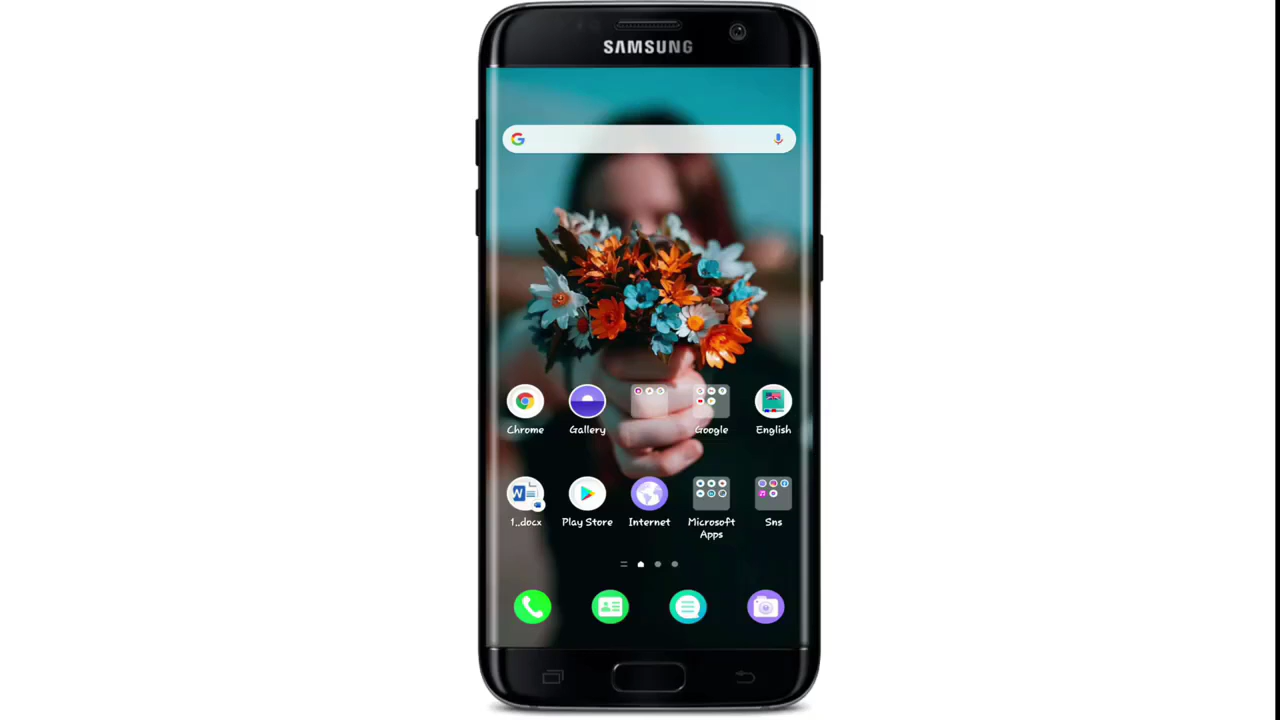 SAMSUNG
Chrome
Gallery
Google
English
1..docx
Play Store
Internet
Microsoft
Apps
Sns